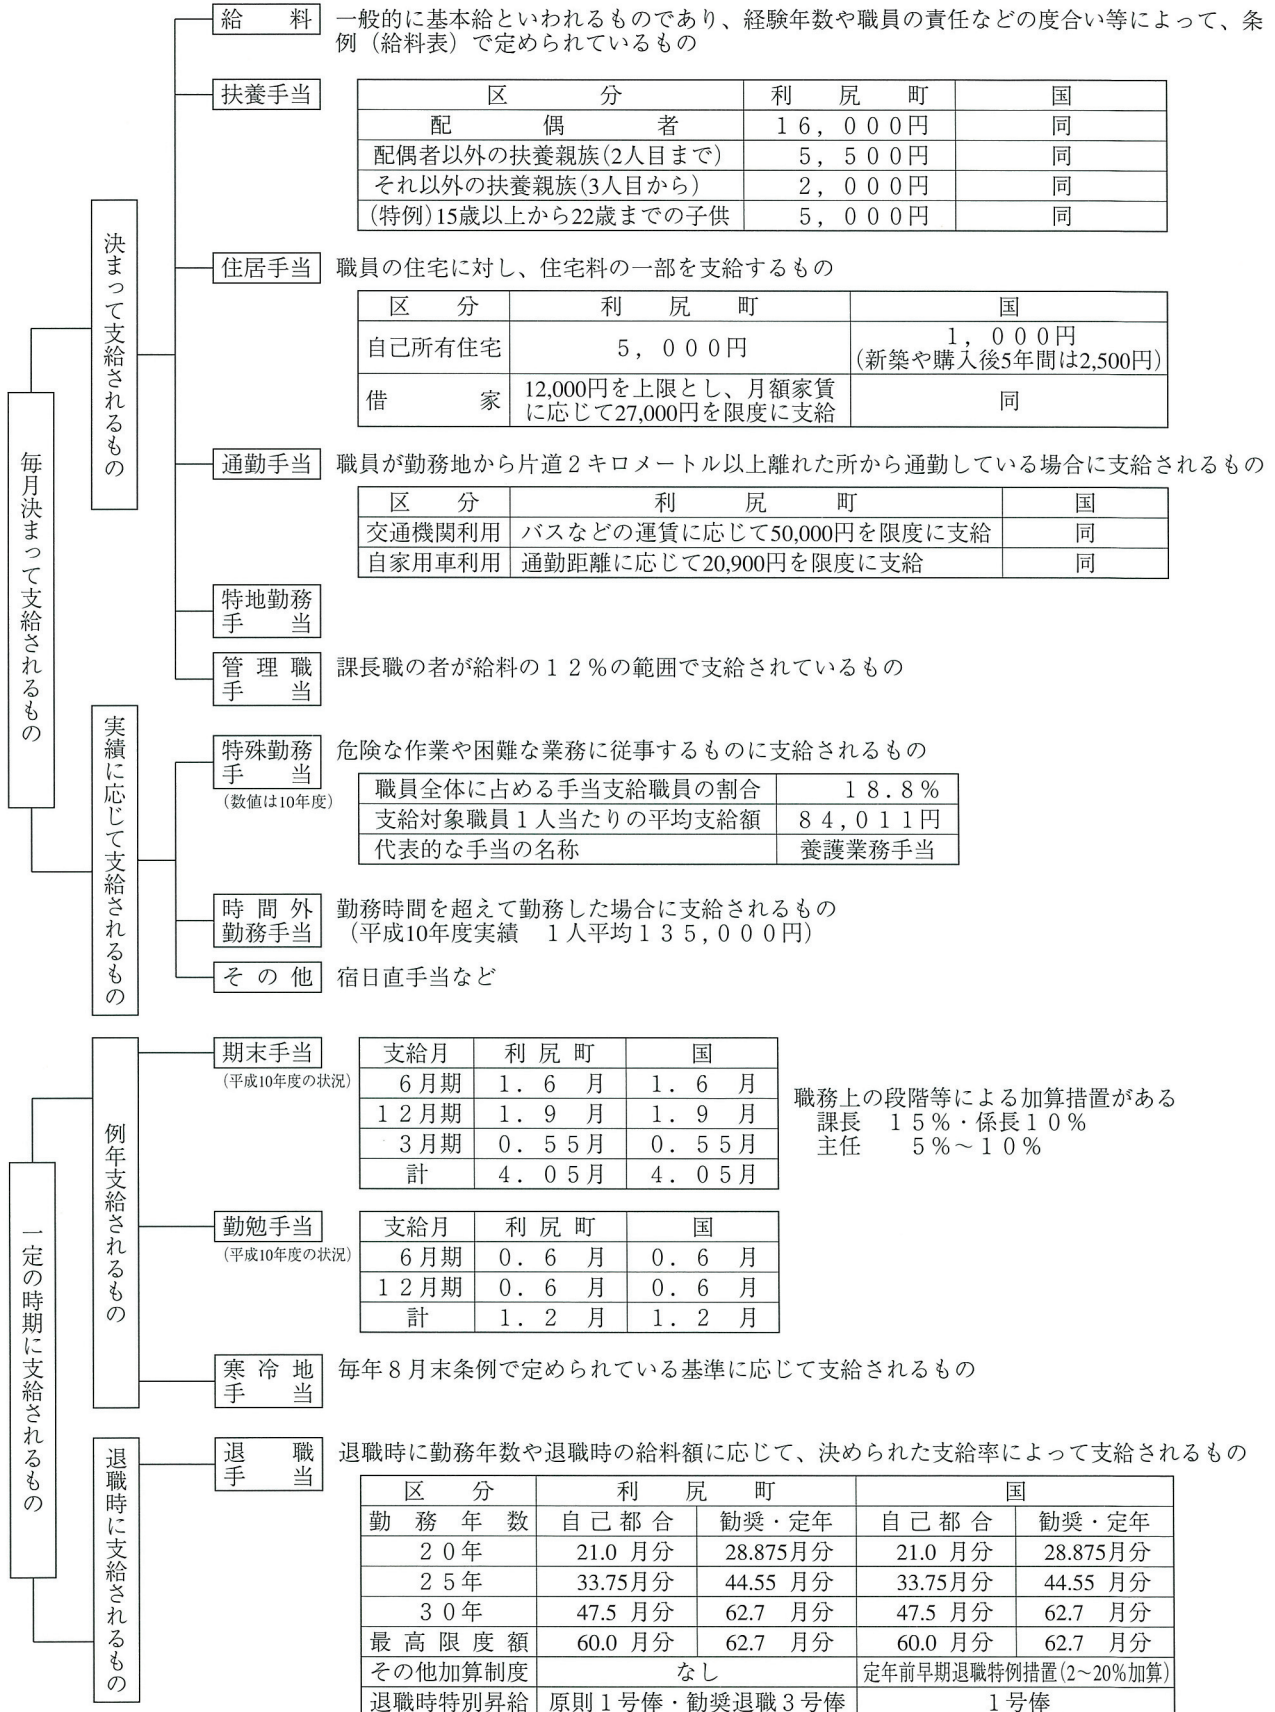 毎月決まって支給されるもの
決まって支給されるもの
給　料　一般的に基本給といわれるものであり、経験年数や職員の責任などの度合い等によって、条
例（給料表）で定められているもの
扶養手当
区　分　利　尻　町　国
配　偶　者　１６，０００円　同
配偶者以外の扶養親族(2人目まで)　５，５００円　同
それ以外の扶養親族(3人目から)　２，０００円　同
(特例)15歳以上から22歳までの子供　５，０００円　同
住居手当　職員の住宅に対し、住宅料の一部を支給するもの
区　分　利　尻　町　国
自己所有住宅　５，０００円　１，０００円
(新築や購入後5年間は2,500円)
借　家　12,000円を上限とし、月額家賃
に応じて27,000円を限度に支給　同
通勤手当　職員が勤務地から片道２キロメートル以上離れた所から通勤している場合に支給されるもの
区　分　利　尻　町　国
交通機関利用　バスなどの運賃に応じて50,000円を限度に支給　同
自家用車利用　通勤距離に応じて20,900円を限度に支給　同
特地勤務
手　当
管理職　課長職の者が給料の１２％の範囲で支給されているもの
手　当
実績に応じて支給されるもの
特殊勤務　危険な作業や困難な業務に従事するものに支給されるもの
手　当
(数値は10年度)
職員全体に占める手当支給職員の割合　１８.８％
支給対象職員１人当たりの平均支給額　８４,０１１円
代表的な手当の名称　養護業務手当
時間外　勤務時間を超えて勤務した場合に支給されるもの
勤務手当　（平成10年度実績　１人平均１３５,０００円）
その他　宿日直手当など
一定の時期に支給されるもの
例年支給されるもの
期末手当
(平成10年度の状況)
支給月　利尻町　国
６月期　１．６　月　１．６　月
１２月期　１．９　月　１．９　月
３月期　０．５５月　０．５５月
計　４．０５月　４．０５月
職務上の段階等による加算措置がある
課長　１５％・係長１０％
主任　５％～１０％
勤勉手当
(平成10年度の状況)
支給月　利尻町　国
６月期　０．６　月　０．６　月
１２月期　０．６　月　０．６　月
計　１．２　月　１．２　月
寒冷地　毎年８月末条例で定められている基準に応じて支給されるもの
手　当
退職時に支給されるもの
退　職　退職時に勤務年数や退職時の給料額に応じて、決められた支給率によって支給されるもの
手　当
区　分　利　尻　町　国
勤務年数　自己都合　勧奨・定年　自己都合　勧奨・定年
２０年　21.0 月分　28.875月分　21.0 月分　28.875月分
２５年　33.75月分　44.55 月分　33.75月分　44.55 月分
３０年　47.5 月分　62.7　月分　47.5 月分　62.7　月分
最高限度額　60.0 月分　62.7　月分　60.0 月分　62.7　月分
その他加算制度　なし　定年前早期退職特例措置(2～20%加算)
退職時特別昇給　原則１号俸・勧奨退職３号俸　１号俸